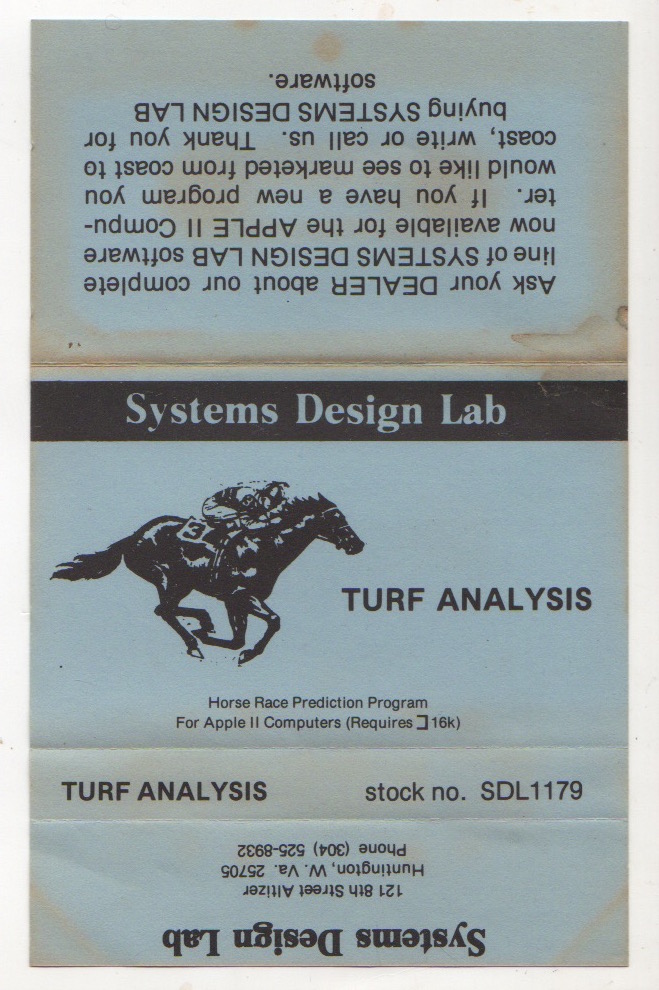 Ask your DEALER about our complete
line of SYSTEMS DESIGN LAB software
now available for the APPLE II Compu-
ter. If you have a new program you
would like to see marketed from coast to
coast, write or call us. Thank you for
buying SYSTEMS DESIGN LAB
software.
Systems Design Lab
3
TURF ANALYSIS
Horse Race Prediction Program
For Apple II Computers (Requires 16k)
TURF ANALYSIS stock no. SDL1179
Systems Design Lab
121 8th Street Altizer
Huntington, W. Va. 25705
Phone (304) 525-8932